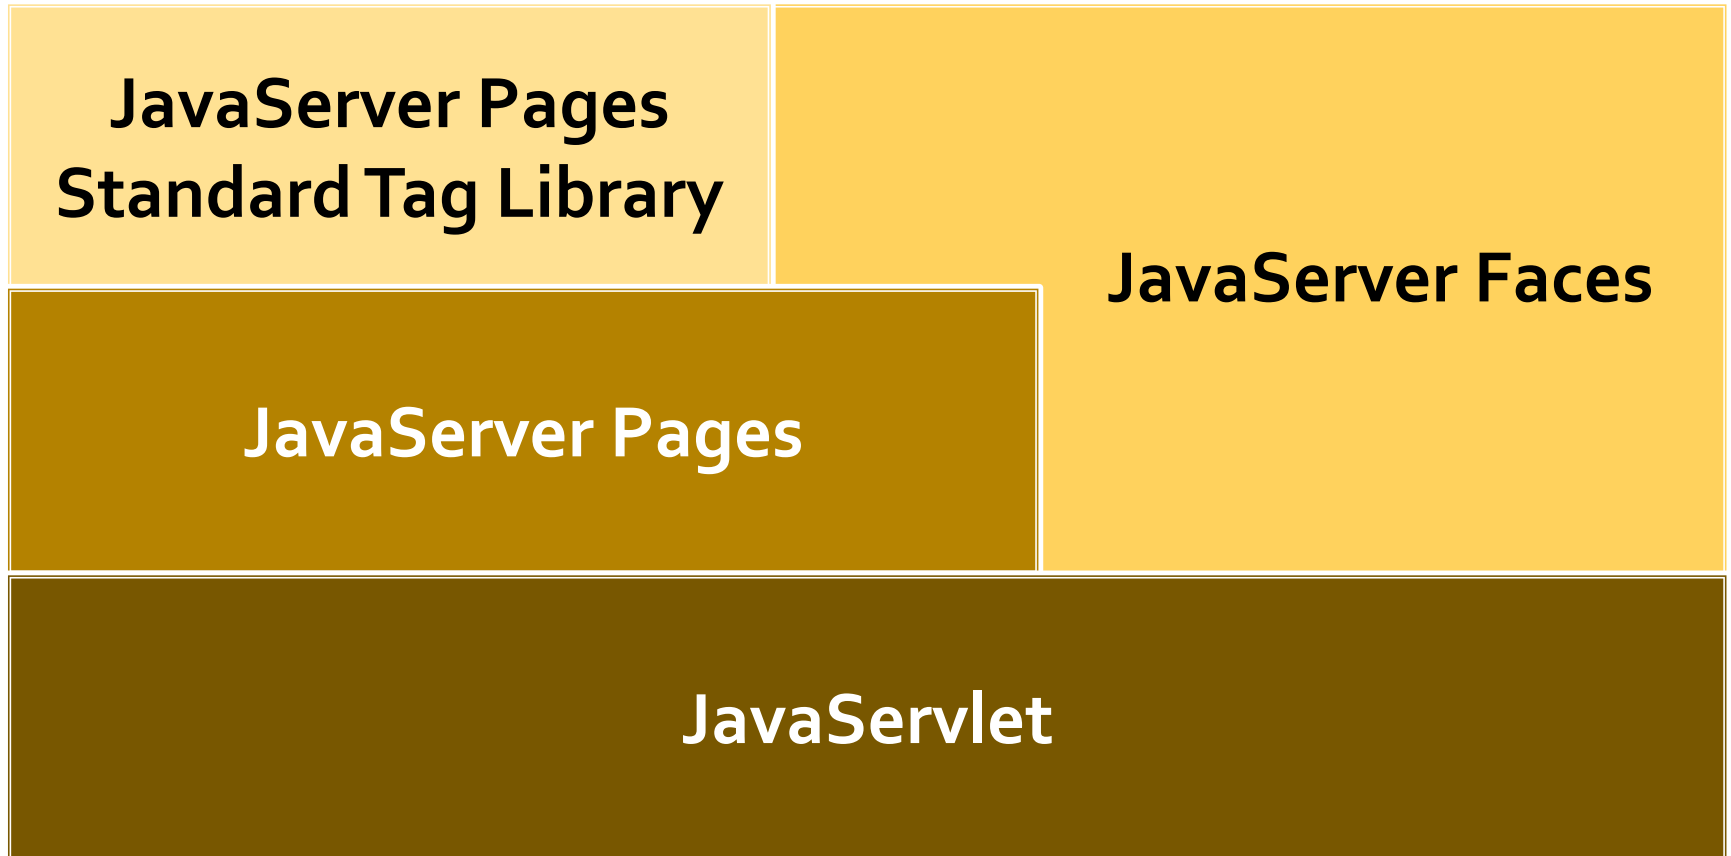 JavaServer Pages
Standard Tag Library
JavaServer Faces
JavaServer Pages
JavaServlet